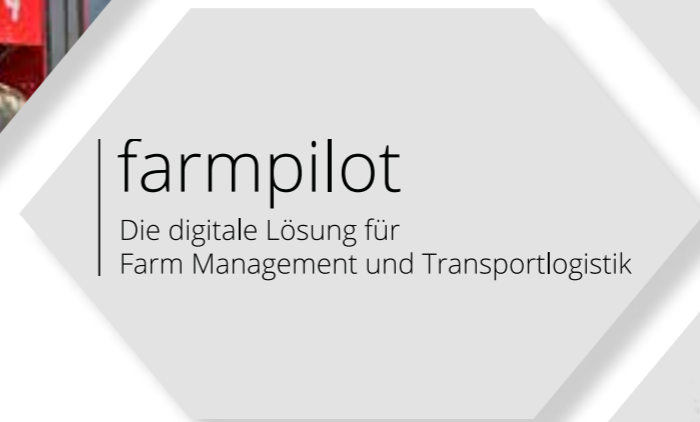 farmpilot
Die digitale Lösung für
Farm Management und Transportlogistik